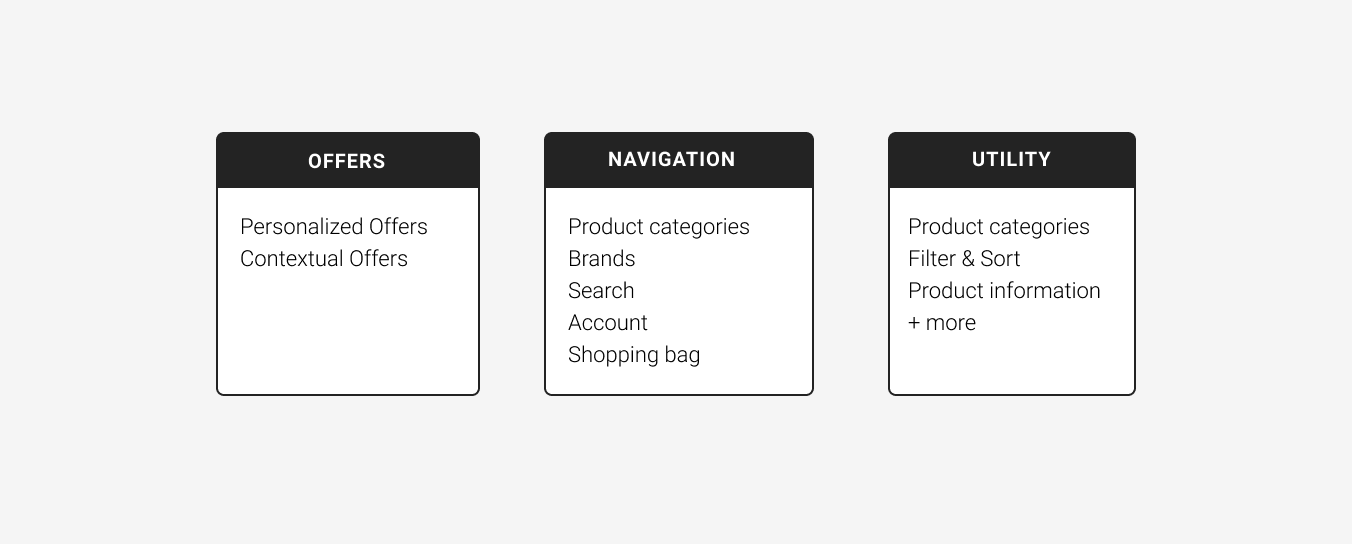 OFFERS
Personalized Offers
Contextual Offers
NAVIGATION
Product categories
Brands
Search
Account
Shopping bag
UTILITY
Product categories
Filter & Sort
Product information
+ more